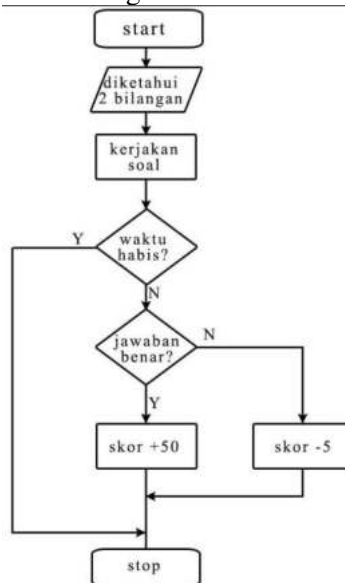 start
diketahui
2 bilangan
kerjakan
soal
Y
waktu
habis?
N
jawaban
benar?
N
Y
skor +50
skor -5
stop